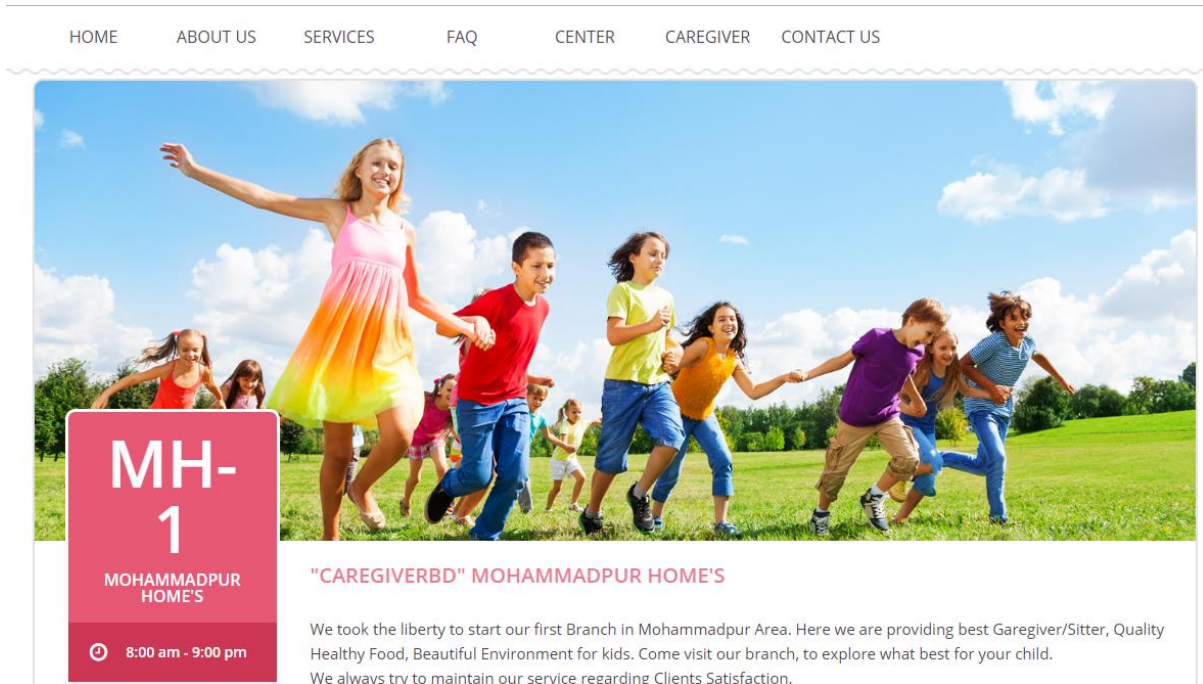 HOME ABOUT US SERVICES FAQ CENTER CAREGIVER CONTACT US
MH-
1
MOHAMMADPUR
HOME'S
8:00 am - 9:00 pm
"CAREGIVERBD" MOHAMMADPUR HOME'S
We took the liberty to start our first Branch in Mohammadpur Area. Here we are providing best Garegiver/Sitter, Quality
Healthy Food, Beautiful Environment for kids. Come visit our branch, to explore what best for your child.
We always try to maintain our service regarding Clients Satisfaction.